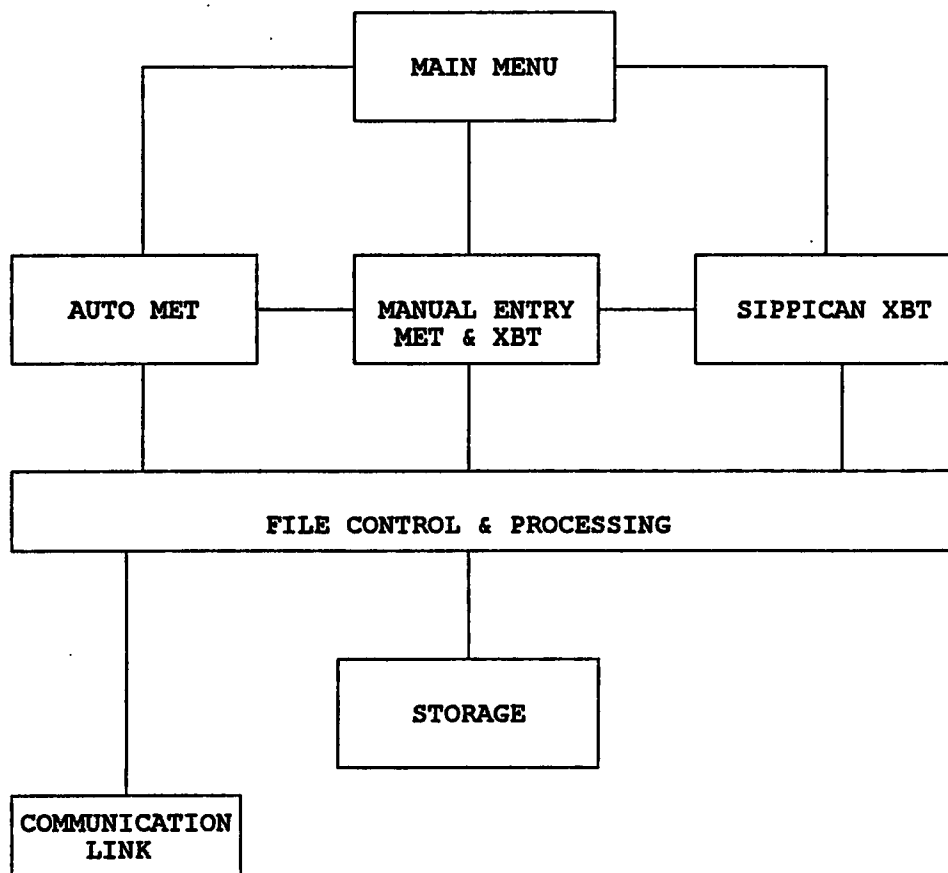 MAIN MENU
AUTO MET
MANUAL ENTRY
MET & XBT
SIPPICAN XBT
FILE CONTROL & PROCESSING
STORAGE
COMMUNICATION
LINK